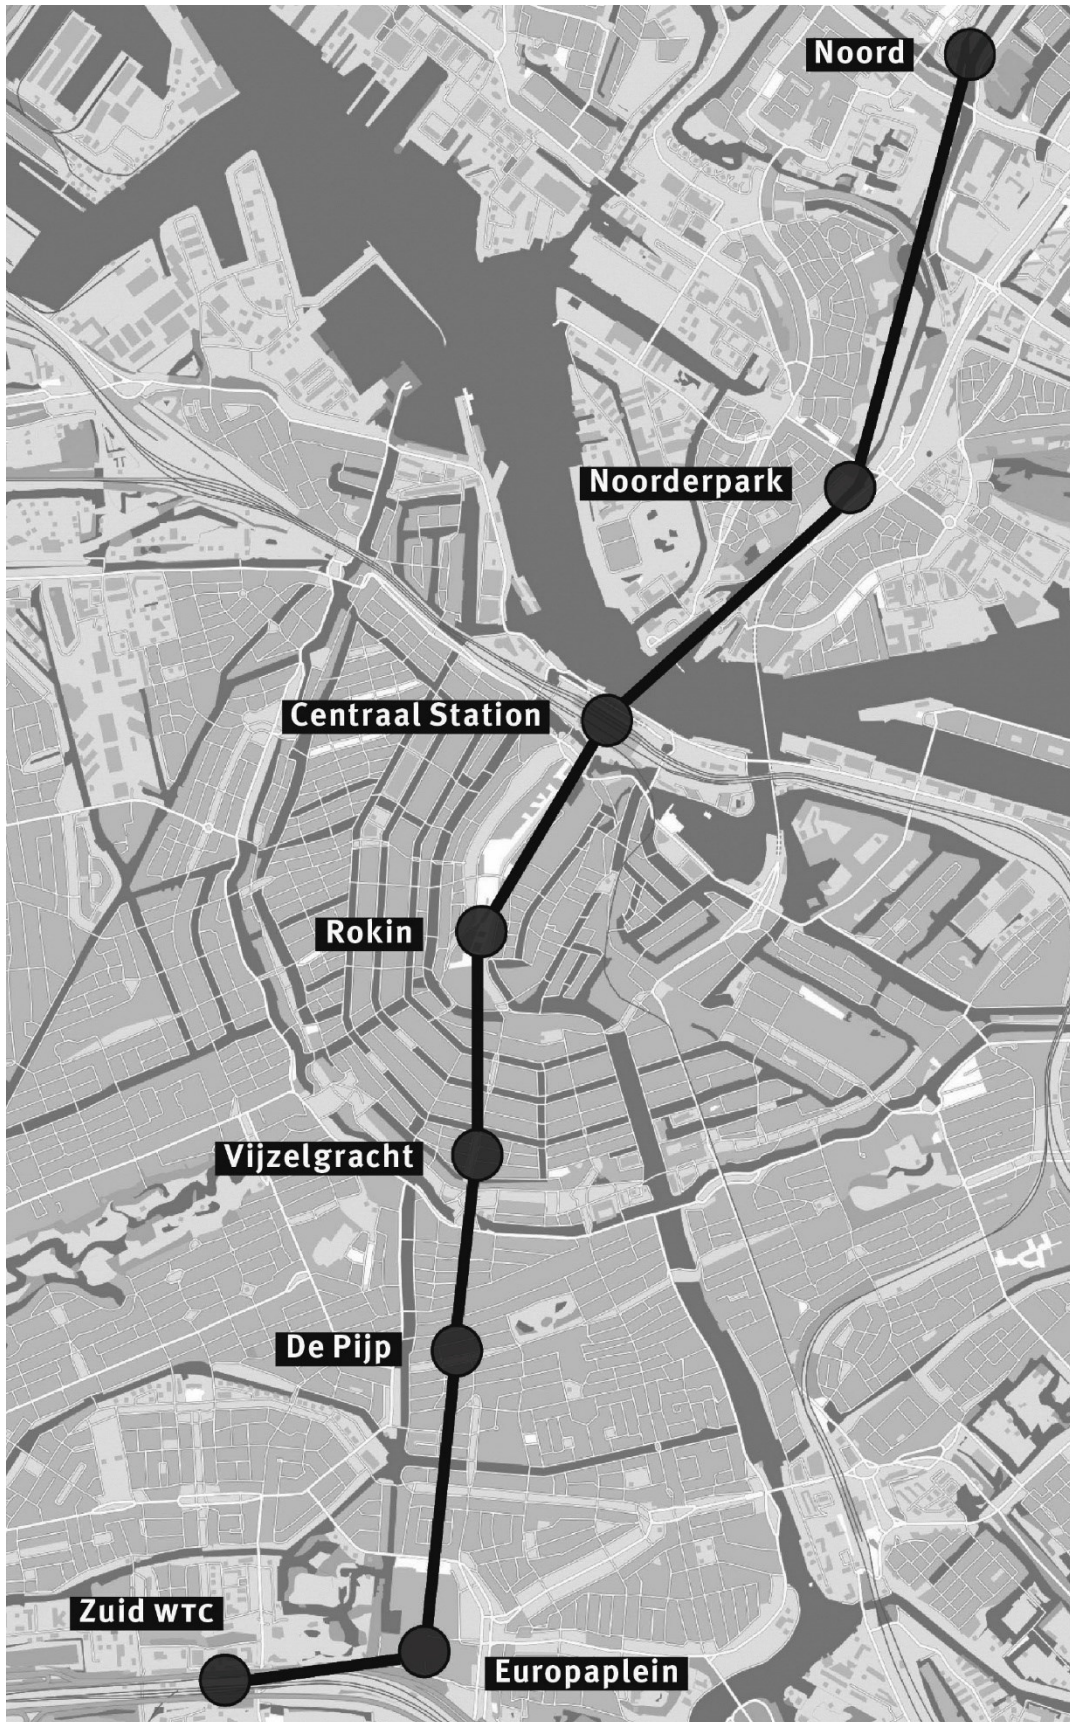 Noord
Noorderpark
Centraal Station
Rokin
Vijzelgracht
De Pijp
Zuid WTC
Europaplein